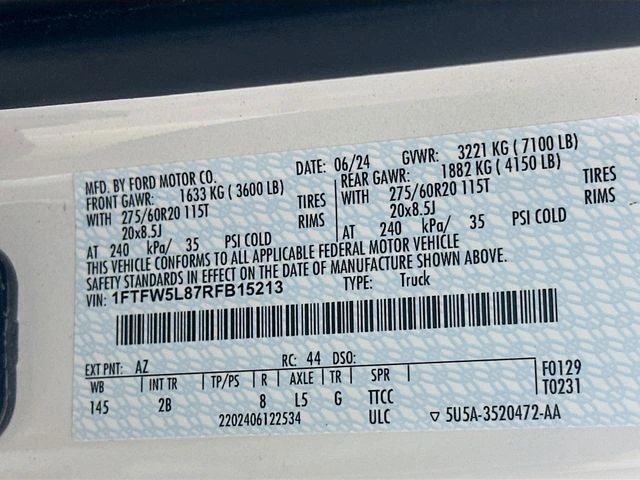 MFD. BY FORD MOTOR CO. DATE: 06/24 GVWR: 3221 KG ( 7100 LB)
FRONT GAWR: 1633 KG ( 3600 LB) REAR GAWR: 1882 KG ( 4150 LB)
WITH 275/60R20 115T TIRES WITH 275/60R20 115T TIRES
20x8.5J RIMS 20x8.5J RIMS
AT 240 kPa/ 35 PSI COLD AT 240 kPa/ 35 PSI COLD
THIS VEHICLE CONFORMS TO ALL APPLICABLE FEDERAL MOTOR VEHICLE
SAFETY STANDARDS IN EFFECT ON THE DATE OF MANUFACTURE SHOWN ABOVE.
VIN: 1FTFW5L87RFB15213 TYPE: Truck
EXT PNT: AZ RC: 44 DSO: F0129
WB INT TR TP/PS R AXLE TR SPR T0231
145 2B 8 L5 G TTCC
2202406122534 ULC ▽ 5U5A-3520472-AA